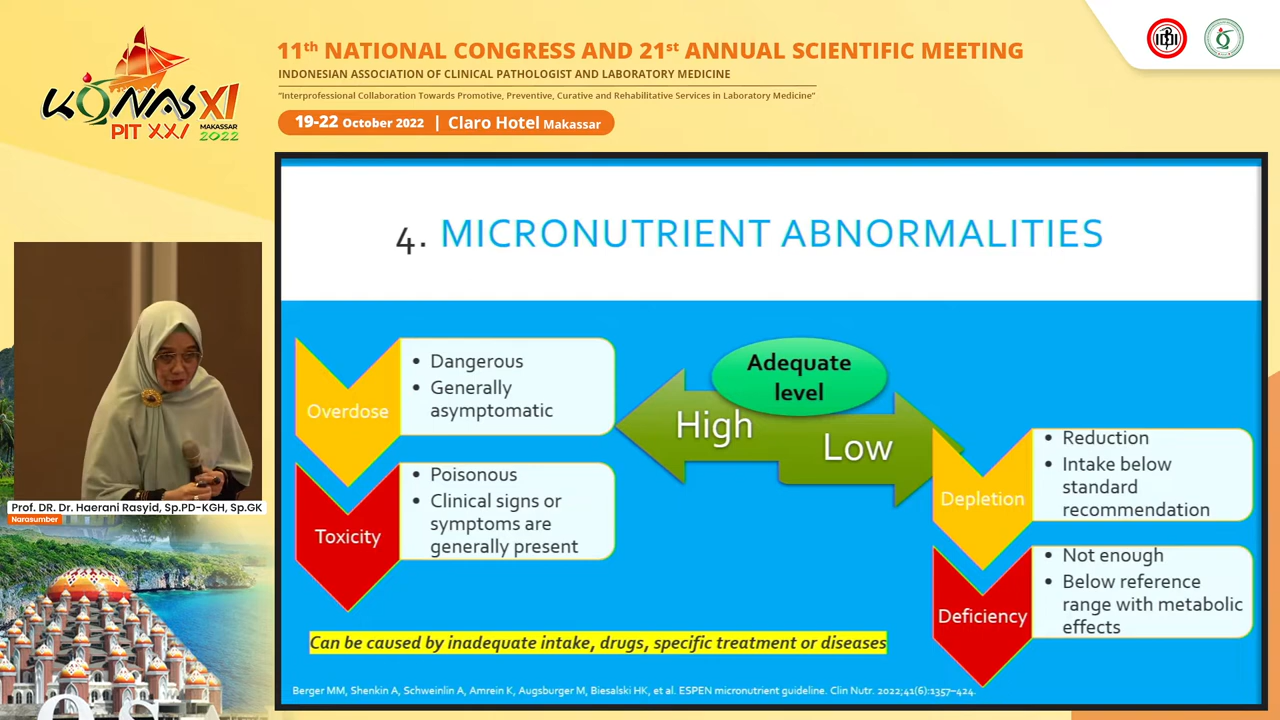 11th NATIONAL CONGRESS AND 21st ANNUAL SCIENTIFIC MEETING
INDONESIAN ASSOCIATION OF CLINICAL PATHOLOGIST AND LABORATORY MEDICINE
"Interprofessional Collaboration Towards Promotive, Preventive, Curative and Rehabilitative Services in Laboratory Medicine"
19-22 October 2022 | Claro Hotel Makassar
KONAS XI
PIT XXI
MAKASSAR
2022
4. MICRONUTRIENT ABNORMALITIES
Overdose
• Dangerous
• Generally
asymptomatic
Toxicity
• Poisonous
• Clinical signs or
symptoms are
generally present
Adequate
level
High
Low
Depletion
• Reduction
• Intake below
standard
recommendation
Deficiency
• Not enough
• Below reference
range with metabolic
effects
Can be caused by inadequate intake, drugs, specific treatment or diseases
Berger MM, Shenkin A, Schweinlin A, Amrein K, Augsburger M, Biesalski HK, et al. ESPEN micronutrient guideline. Clin Nutr. 2022;41(6):1357–424.
Prof. DR. Dr. Haerani Rasyid, Sp.PD-KGH, Sp.GK
Narasumber